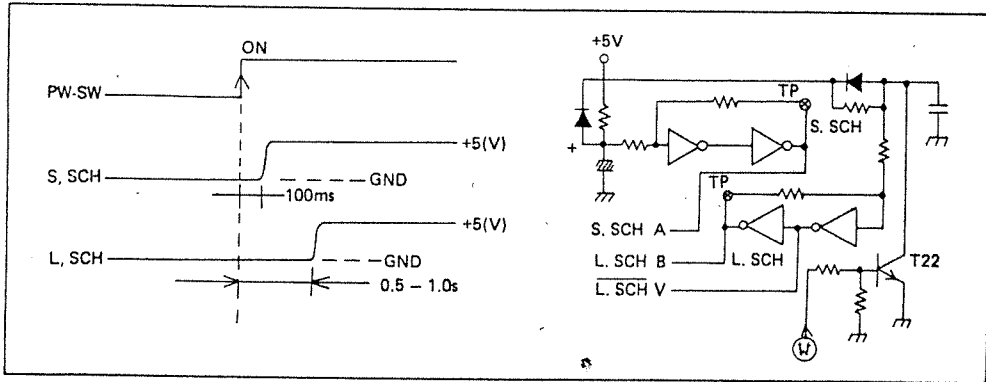 ON
PW-SW
+5(V)
S, SCH
GND
100ms
+5(V)
L, SCH
GND
0.5 – 1.0s
+5V
TP
S. SCH
+
TP
S. SCH A
L. SCH B
L. SCH
L. SCH V
T22
W